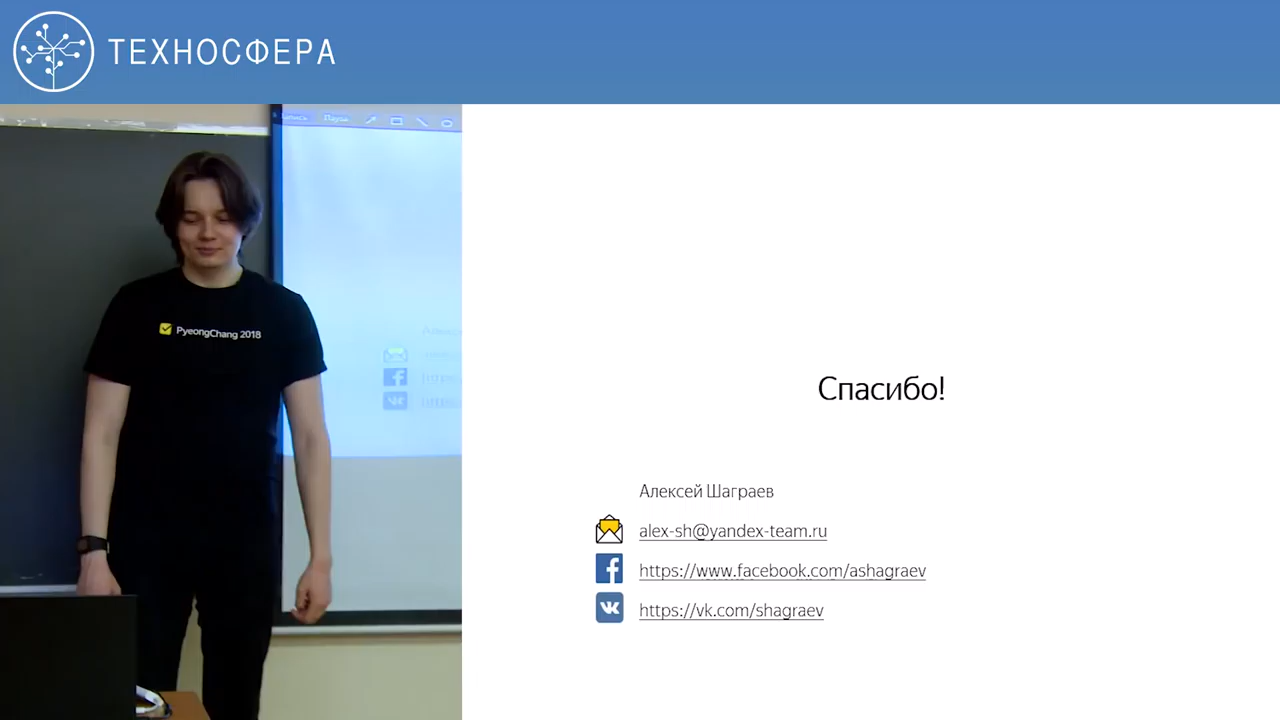 ТЕХНОСФЕРА
Пауза
PyeongChang 2018
Спасибо!
Алексей Шаграев
alex-sh@yandex-team.ru
https://www.facebook.com/ashagraev
https://vk.com/shagraev